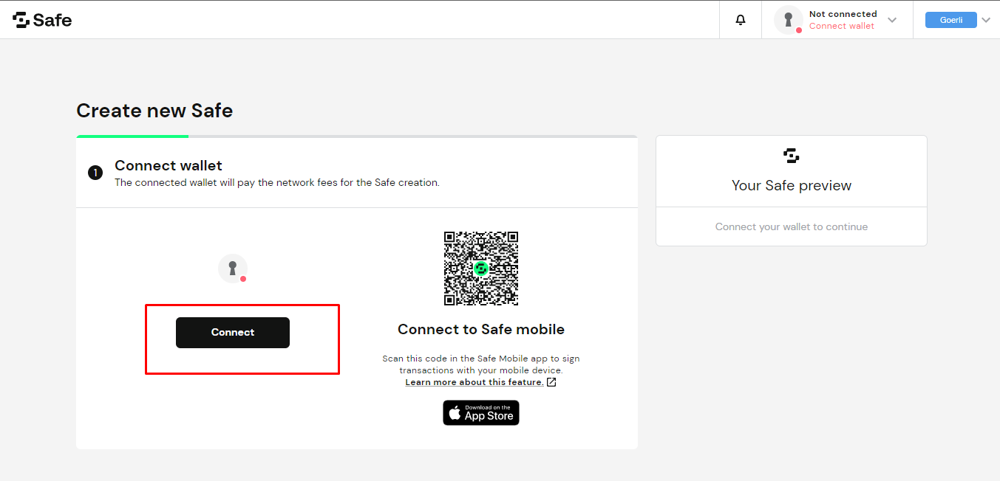 Safe
Not connected
Connect wallet
Goerli
Create new Safe
1
Connect wallet
The connected wallet will pay the network fees for the Safe creation.
Connect
Connect to Safe mobile
Scan this code in the Safe Mobile app to sign
transactions with your mobile device.
Learn more about this feature.
Download on the
App Store
Your Safe preview
Connect your wallet to continue